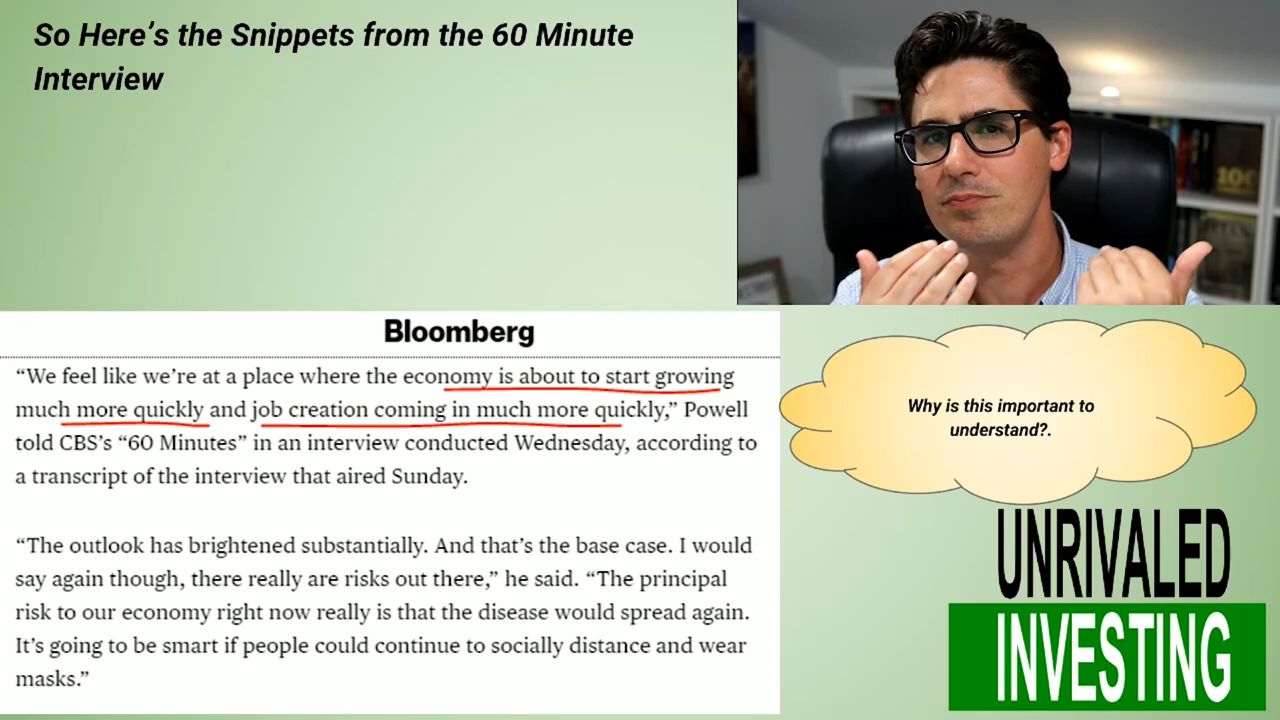 So Here’s the Snippets from the 60 Minute
Interview
Bloomberg
“We feel like we’re at a place where the economy is about to start growing
much more quickly and job creation coming in much more quickly,” Powell
told CBS’s “60 Minutes” in an interview conducted Wednesday, according to
a transcript of the interview that aired Sunday.
“The outlook has brightened substantially. And that’s the base case. I would
say again though, there really are risks out there,” he said. “The principal
risk to our economy right now really is that the disease would spread again.
It’s going to be smart if people could continue to socially distance and wear
masks.”
Why is this important to
understand?.
UNRIVALED
INVESTING